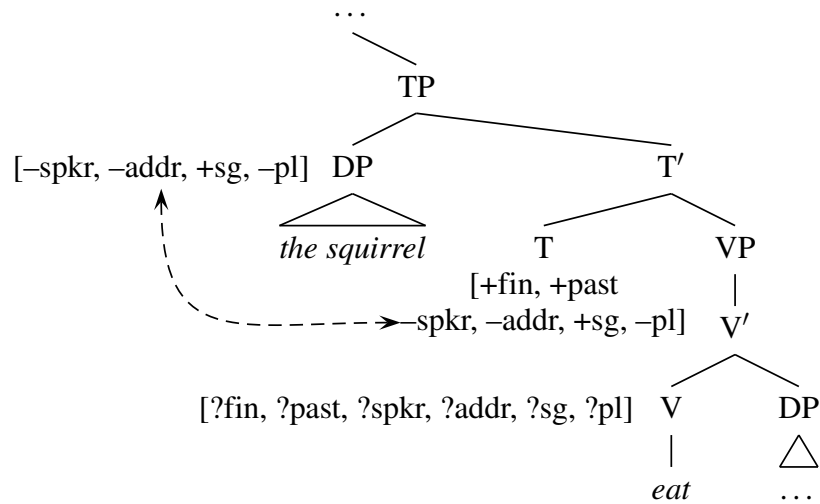 ...
TP
[–spkr, –addr, +sg, –pl] DP T′
the squirrel T VP
[+fin, +past
–spkr, –addr, +sg, –pl] V′
[?fin, ?past, ?spkr, ?addr, ?sg, ?pl] V DP
eat ...